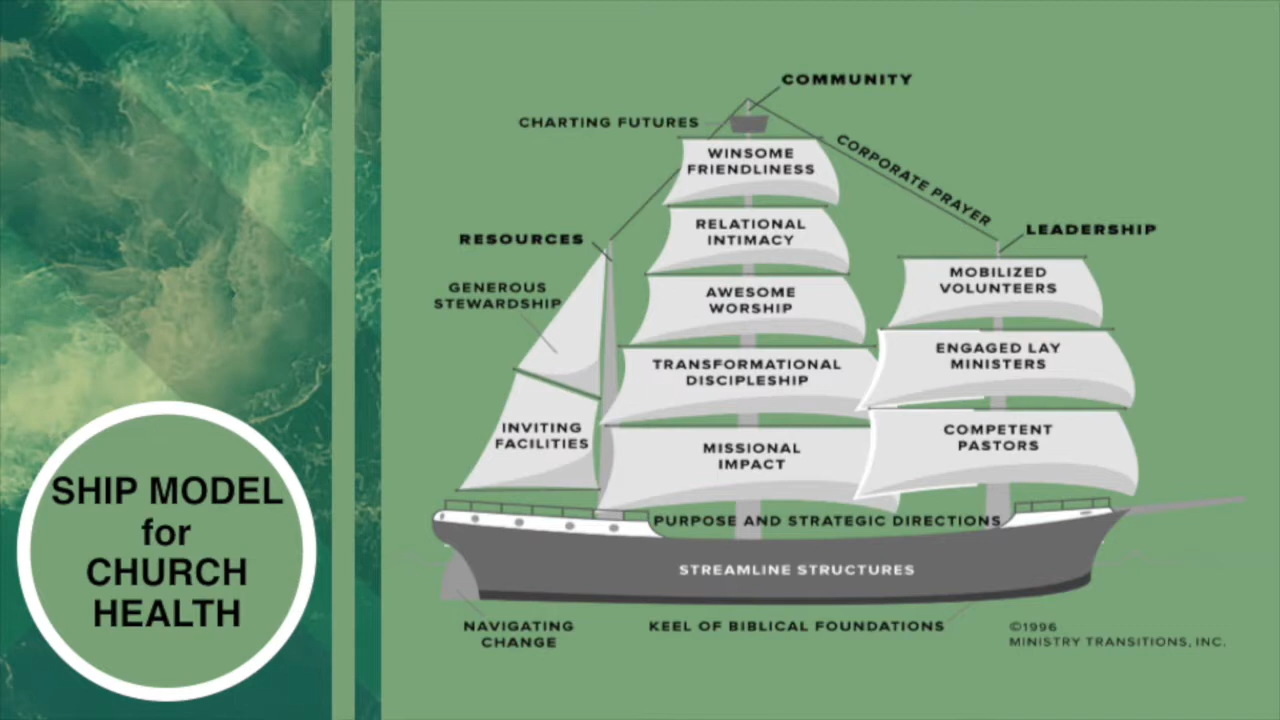 SHIP MODEL
for
CHURCH
HEALTH
COMMUNITY
CHARTING FUTURES
CORPORATE PRAYER
WINSOME
FRIENDLINESS
RELATIONAL
INTIMACY
AWESOME
WORSHIP
TRANSFORMATIONAL
DISCIPLESHIP
MISSIONAL
IMPACT
RESOURCES
GENEROUS
STEWARDSHIP
INVITING
FACILITIES
LEADERSHIP
MOBILIZED
VOLUNTEERS
ENGAGED LAY
MINISTERS
COMPETENT
PASTORS
PURPOSE AND STRATEGIC DIRECTIONS
STREAMLINE STRUCTURES
NAVIGATING
CHANGE
KEEL OF BIBLICAL FOUNDATIONS
©1996
MINISTRY TRANSITIONS, INC.